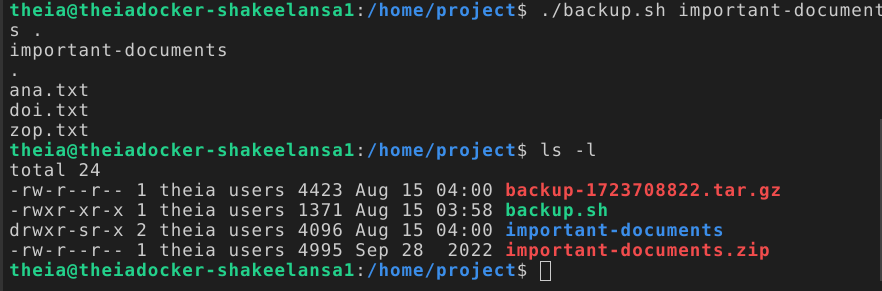 theia@theiadocker-shakeelansa1:/home/project$ ./backup.sh important-document
s .
important-documents
.
ana.txt
doi.txt
zop.txt
theia@theiadocker-shakeelansa1:/home/project$ ls -l
total 24
-rw-r--r-- 1 theia users 4423 Aug 15 04:00 backup-1723708822.tar.gz
-rwxr-xr-x 1 theia users 1371 Aug 15 03:58 backup.sh
drwxr-sr-x 2 theia users 4096 Aug 15 04:00 important-documents
-rw-r--r-- 1 theia users 4995 Sep 28  2022 important-documents.zip
theia@theiadocker-shakeelansa1:/home/project$